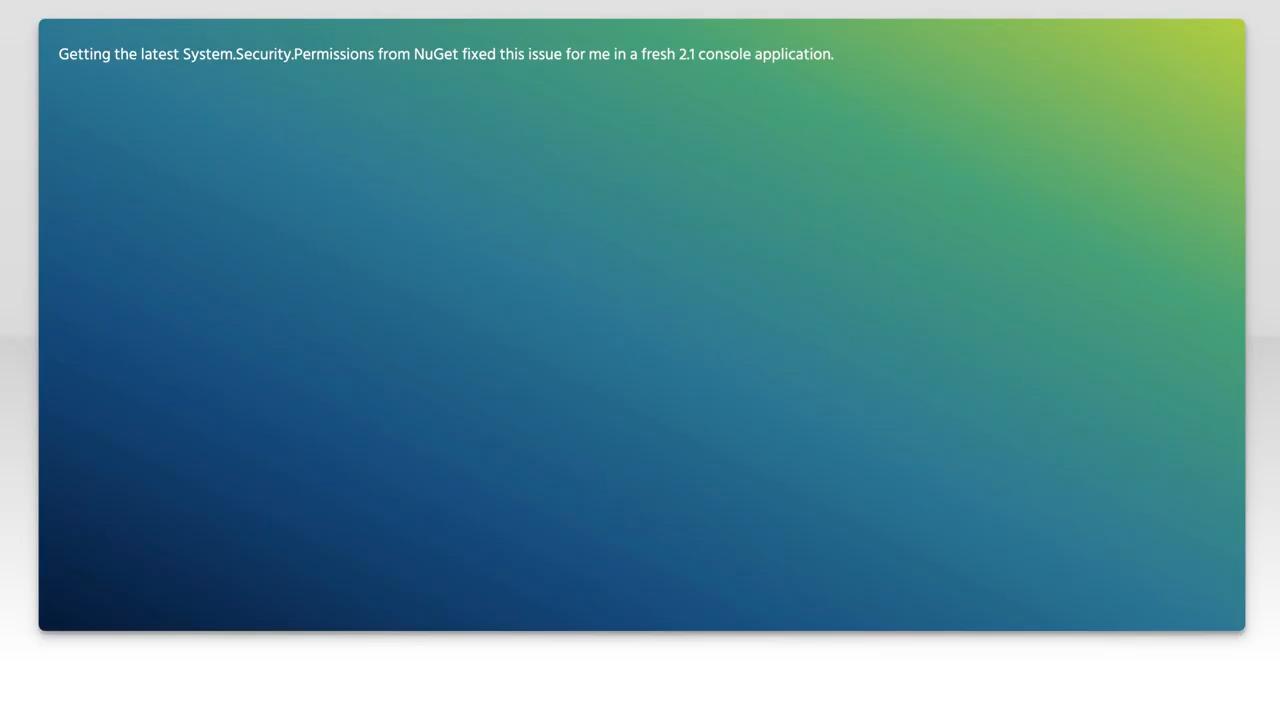 Getting the latest System.Security.Permissions from NuGet fixed this issue for me in a fresh 2.1 console application.